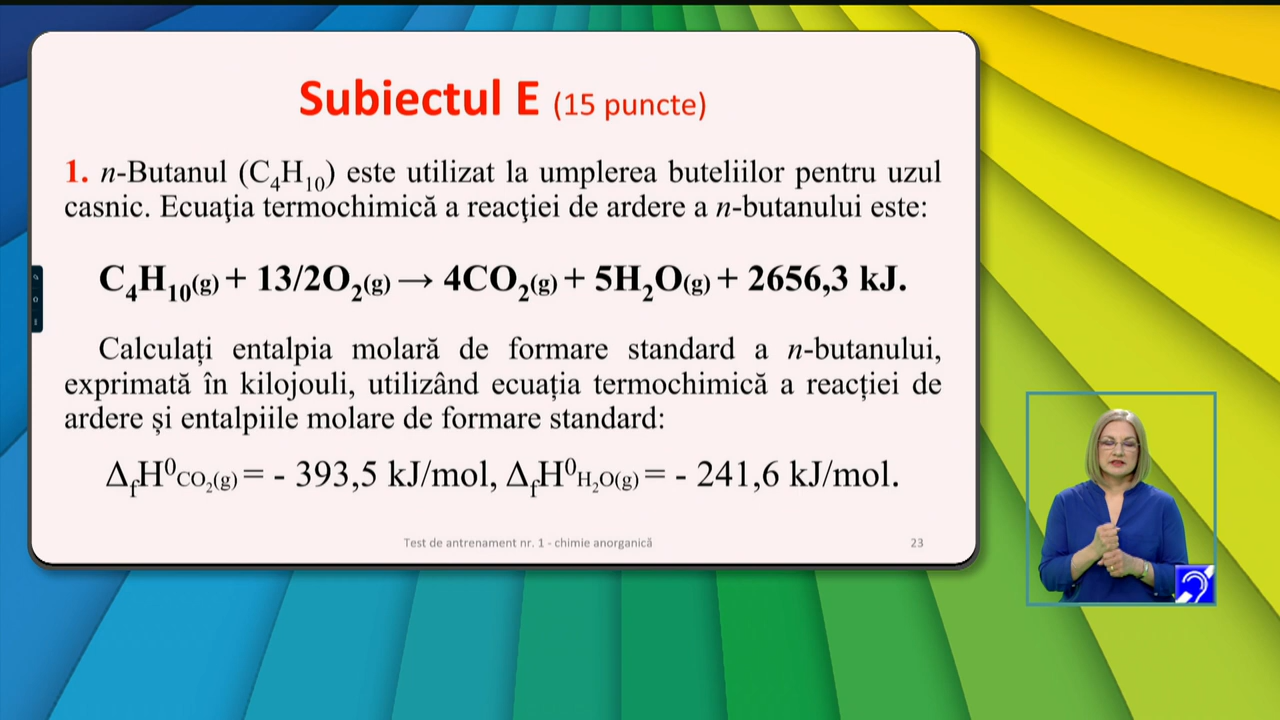 Subiectul E (15 puncte)
1. n-Butanul (C₄H₁₀) este utilizat la umplerea buteliilor pentru uzul
casnic. Ecuaţia termochimică a reacţiei de ardere a n-butanului este:
C₄H₁₀(g) + 13/2O₂(g) → 4CO₂(g) + 5H₂O(g) + 2656,3 kJ.
Calculați entalpia molară de formare standard a n-butanului,
exprimată în kilojouli, utilizând ecuația termochimică a reacției de
ardere și entalpiile molare de formare standard:
ΔfH⁰CO₂(g) = - 393,5 kJ/mol, ΔfH⁰H₂O(g) = - 241,6 kJ/mol.
Test de antrenament nr. 1 - chimie anorganică 23